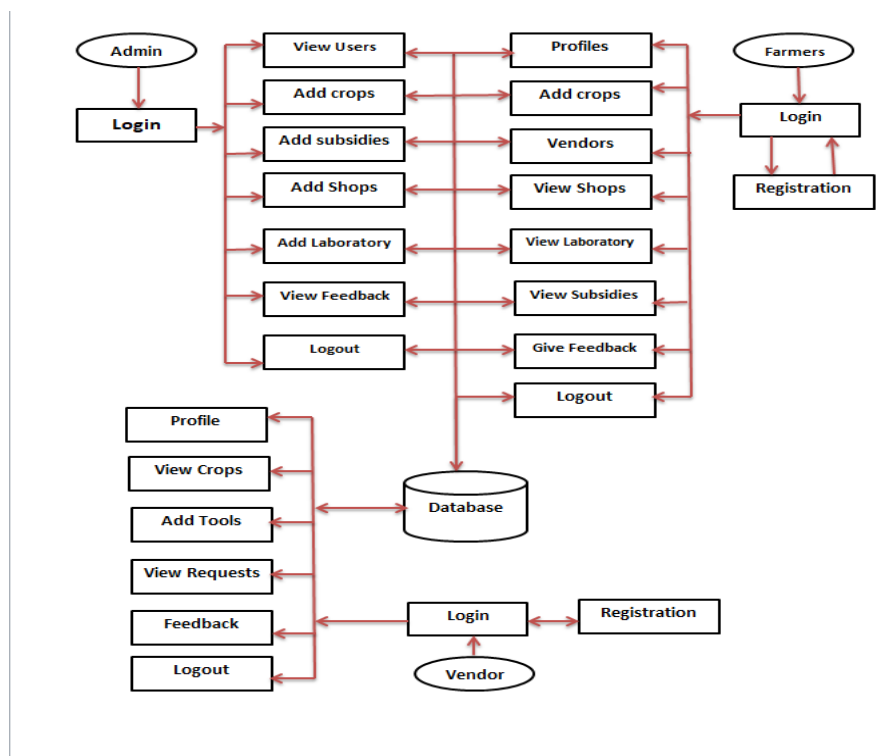 Admin
View Users
Profiles
Farmers
Login
Add crops
Add crops
Login
Add subsidies
Vendors
Registration
Add Shops
View Shops
Add Laboratory
View Laboratory
View Feedback
View Subsidies
Logout
Give Feedback
Logout
Profile
View Crops
Database
Add Tools
View Requests
Feedback
Login
Registration
Logout
Vendor